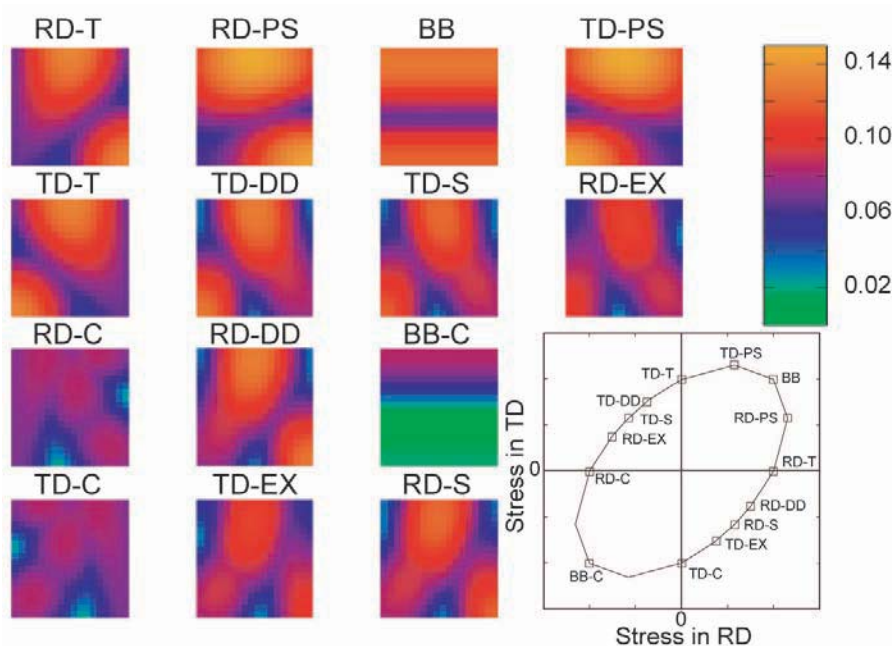 RD-T RD-PS BB TD-PS
0.14
0.10
0.06
0.02
TD-T TD-DD TD-S RD-EX
RD-C RD-DD BB-C
TD-C TD-EX RD-S
TD-PS
TD-T
BB
TD-DD
TD-S
RD-PS
RD-EX
0
RD-C
RD-T
RD-DD
RD-S
TD-EX
BB-C
TD-C
0
Stress in TD
Stress in RD